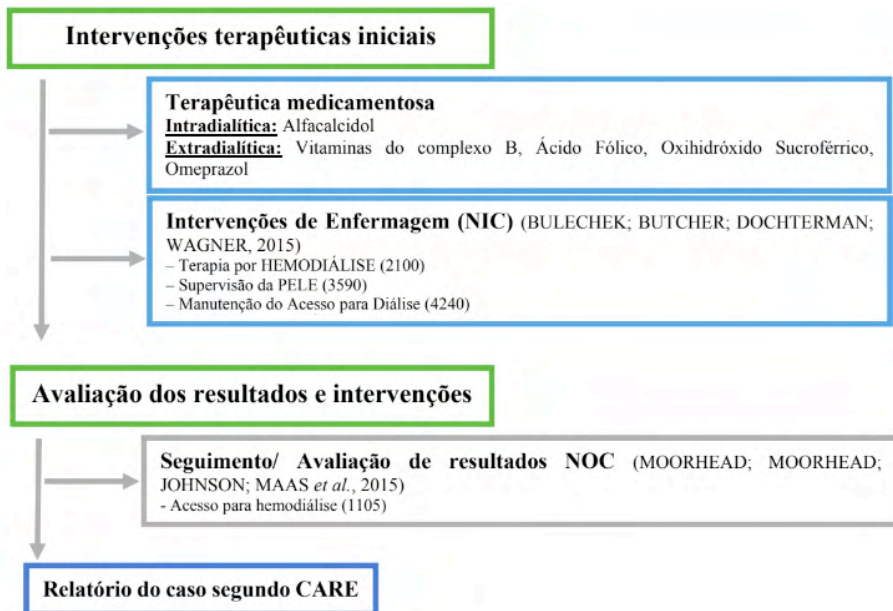 Intervenções terapêuticas iniciais
Terapêutica medicamentosa
Intradialítica: Alfacalcidol
Extradialítica: Vitaminas do complexo B, Ácido Fólico, Oxihidróxido Sucroférrico,
Omeprazol
Intervenções de Enfermagem (NIC) (BULECHEK; BUTCHER; DOCHTERMAN;
WAGNER, 2015)
– Terapia por HEMODIÁLISE (2100)
– Supervisão da PELE (3590)
– Manutenção do Acesso para Diálise (4240)
Avaliação dos resultados e intervenções
Seguimento/ Avaliação de resultados NOC (MOORHEAD; MOORHEAD;
JOHNSON; MAAS et al., 2015)
- Acesso para hemodiálise (1105)
Relatório do caso segundo CARE